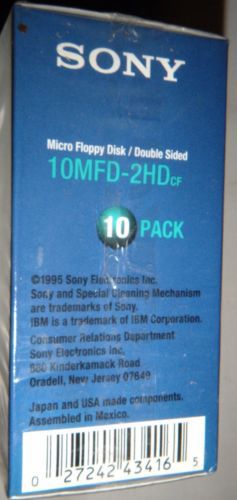 SONY
Micro Floppy Disk / Double Sided
10MFD-2HDCF
10 PACK
©1995 Sony Electronics Inc.
Sony and Special Cleaning Mechanism
are trademarks of Sony.
IBM is a trademark of IBM Corporation.
Consumer Relations Department
Sony Electronics Inc.
680 Kinderkamack Road
Oradell, New Jersey 07649
Japan and USA made components.
Assembled in Mexico.
0 27242 43416 5